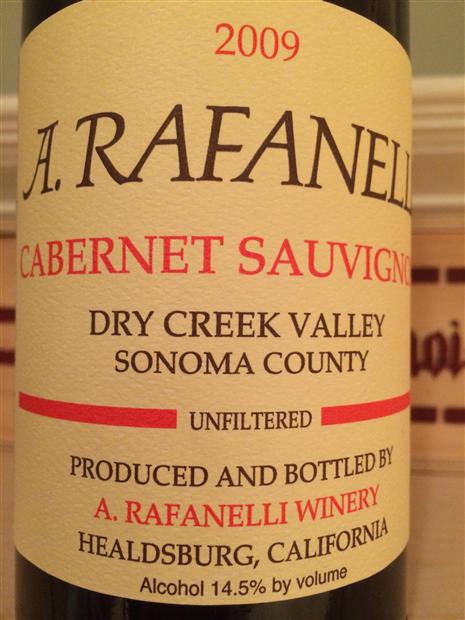 2009
A. RAFANELLI
CABERNET SAUVIGNO
DRY CREEK VALLEY
SONOMA COUNTY
UNFILTERED
PRODUCED AND BOTTLED BY
A. RAFANELLI WINERY
HEALDSBURG, CALIFORNIA
Alcohol 14.5% by volume